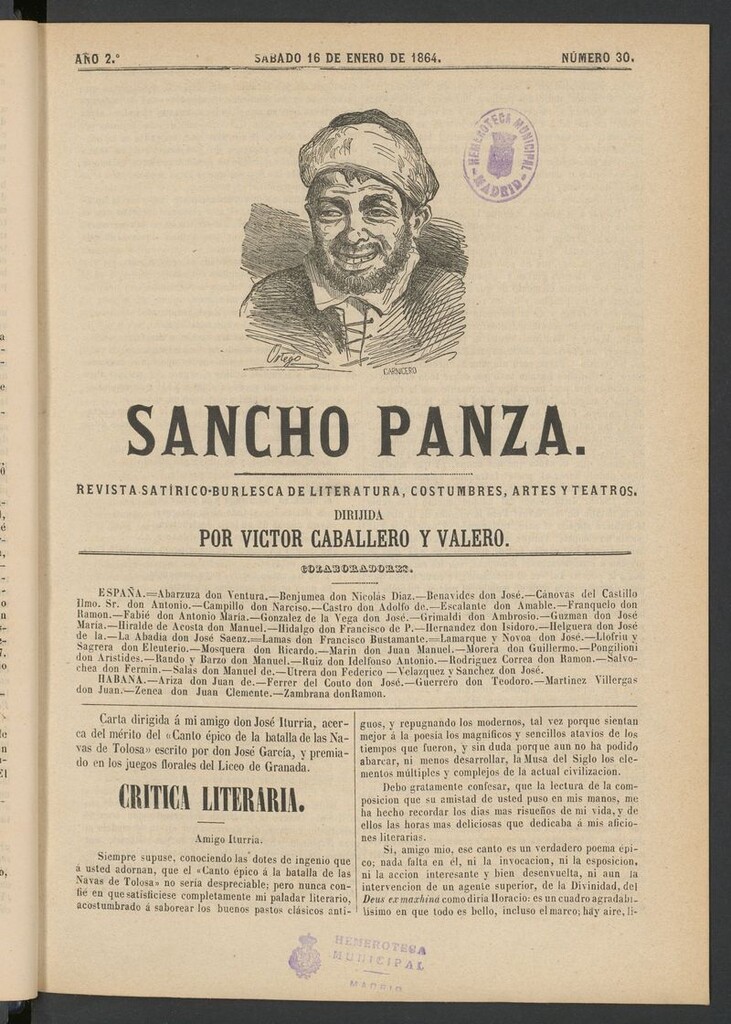 AÑO 2.º SABADO 16 DE ENERO DE 1864. NÚMERO 30.
HEMEROTECA MUNICIPAL
MADRID
Ortego
CARNICERO
SANCHO PANZA.
REVISTA SATÍRICO-BURLESCA DE LITERATURA, COSTUMBRES, ARTES Y TEATROS.
DIRIJIDA
POR VICTOR CABALLERO Y VALERO.
COLABORADORES.
ESPAÑA.=Abarzuza don Ventura.—Benjumea don Nicolás Diaz.—Benavides don José.—Cánovas del Castillo
Ilmo. Sr. don Antonio.—Campillo don Narciso.—Castro don Adolfo de.—Escalante don Amable.—Franquelo don
Ramon.—Fabié don Antonio María.—Gonzalez de la Vega don José.—Grimaldi don Ambrosio.—Guzman don José
María.—Hiralde de Acosta don Manuel.—Hidalgo don Francisco de P.—Hernandez don Isidoro.—Helguera don José
de la.—La Abadia don José Saenz.=Lamas don Francisco Bustamante.=Lamarque y Novoa don José.—Llofriu y
Sagrera don Eleuterio.—Mosquera don Ricardo.—Marin don Juan Manuel.—Morera don Guillermo.—Pongilioni
don Arístides.—Rando y Barzo don Manuel.—Ruiz don Idelfonso Antonio.—Rodriguez Correa don Ramon.—Salvo-
chea don Fermin.—Salas don Manuel de.—Utrera don Federico—Velazquez y Sanchez don José.
HABANA.—Ariza don Juan de.—Ferrer del Couto don José.—Guerrero don Teodoro.—Martinez Villergas
don Juan.—Zenea don Juan Clemente.—Zambrana don Ramon.
Carta dirigida á mi amigo don José Iturria, acer-
ca del mérito del «Canto épico de la batalla de las Na-
vas de Tolosa» escrito por don José García, y premia-
do en los juegos florales del Liceo de Granada.
CRITICA LITERARIA.
Amigo Iturria.
Siempre supuse, conociendo las dotes de ingenio que
á usted adornan, que el «Canto épico á la batalla de las
Navas de Tolosa» no seria despreciable; pero nunca con-
fie en que satisficiese completamente mi paladar literario,
acostumbrado á saborear los buenos pastos clásicos anti-
guos, y repugnando los modernos, tal vez porque sientan
mejor á la poesía los magnificos y sencillos atavios de los
tiempos que fueron, y sin duda porque aun no ha podido
abarcar, ni menos desarrollar, la Musa del Siglo los ele-
mentos múltiples y complejos de la actual civilizacion.
Debo gratamente confesar, que la lectura de la com-
posicion que su amistad de usted puso en mis manos, me
ha hecho recordar los dias mas risueños de mi vida, y de
ellos las horas mas deliciosas que dedicaba á mis aficio-
nes literarias.
Si, amigo mio, ese canto es un verdadero poema épi-
co; nada falta en él, ni la invocacion, ni la esposicion,
ni la accion interesante y bien desenvuelta, ni aun la
intervencion de un agente superior, de la Divinidad, del
Deus ex maxhina como diria Horacio: es un cuadro agradabi-
lisimo en que todo es bello, incluso el marco; háy aire, li-
HEMEROTECA
MUNICIPAL
MADRID